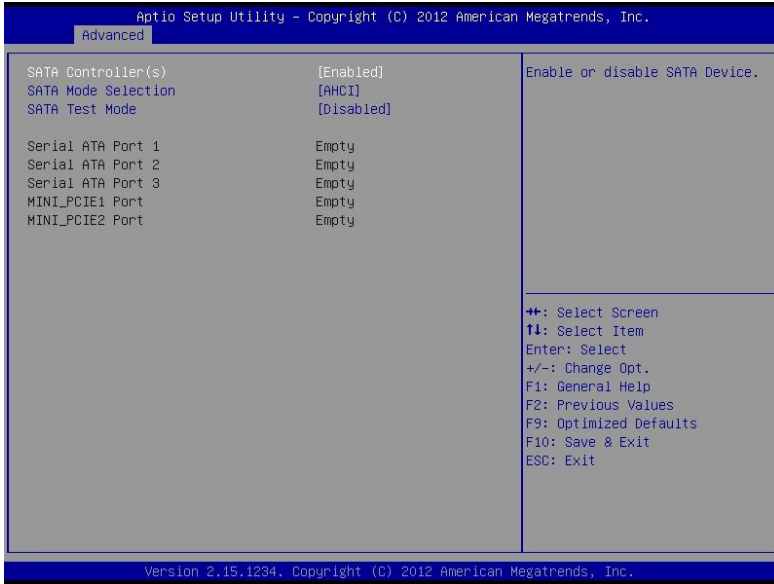 Aptio Setup Utility – Copyright (C) 2012 American Megatrends, Inc.
Advanced
SATA Controller(s) [Enabled]
SATA Mode Selection [AHCI]
SATA Test Mode [Disabled]
Serial ATA Port 1 Empty
Serial ATA Port 2 Empty
Serial ATA Port 3 Empty
MINI_PCIE1 Port Empty
MINI_PCIE2 Port Empty
Enable or disable SATA Device.
→←: Select Screen
↑↓: Select Item
Enter: Select
+/-: Change Opt.
F1: General Help
F2: Previous Values
F9: Optimized Defaults
F10: Save & Exit
ESC: Exit
Version 2.15.1234. Copyright (C) 2012 American Megatrends, Inc.